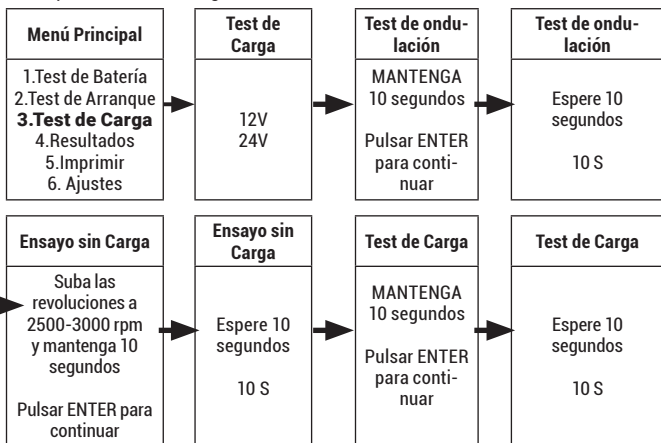 Menú Principal
1.Test de Batería
2.Test de Arranque
3.Test de Carga
4.Resultados
5.Imprimir
6. Ajustes
Test de
Carga
12V
24V
Test de ondu-
lación
MANTENGA
10 segundos
Pulsar ENTER
para conti-
nuar
Test de ondu-
lación
Espere 10
segundos
10 S
Ensayo sin Carga
Suba las
revoluciones a
2500-3000 rpm
y mantenga 10
segundos
Pulsar ENTER para
continuar
Ensayo sin
Carga
Espere 10
segundos
10 S
Test de Carga
MANTENGA
10 segundos
Pulsar ENTER
para conti-
nuar
Test de Carga
Espere 10
segundos
10 S